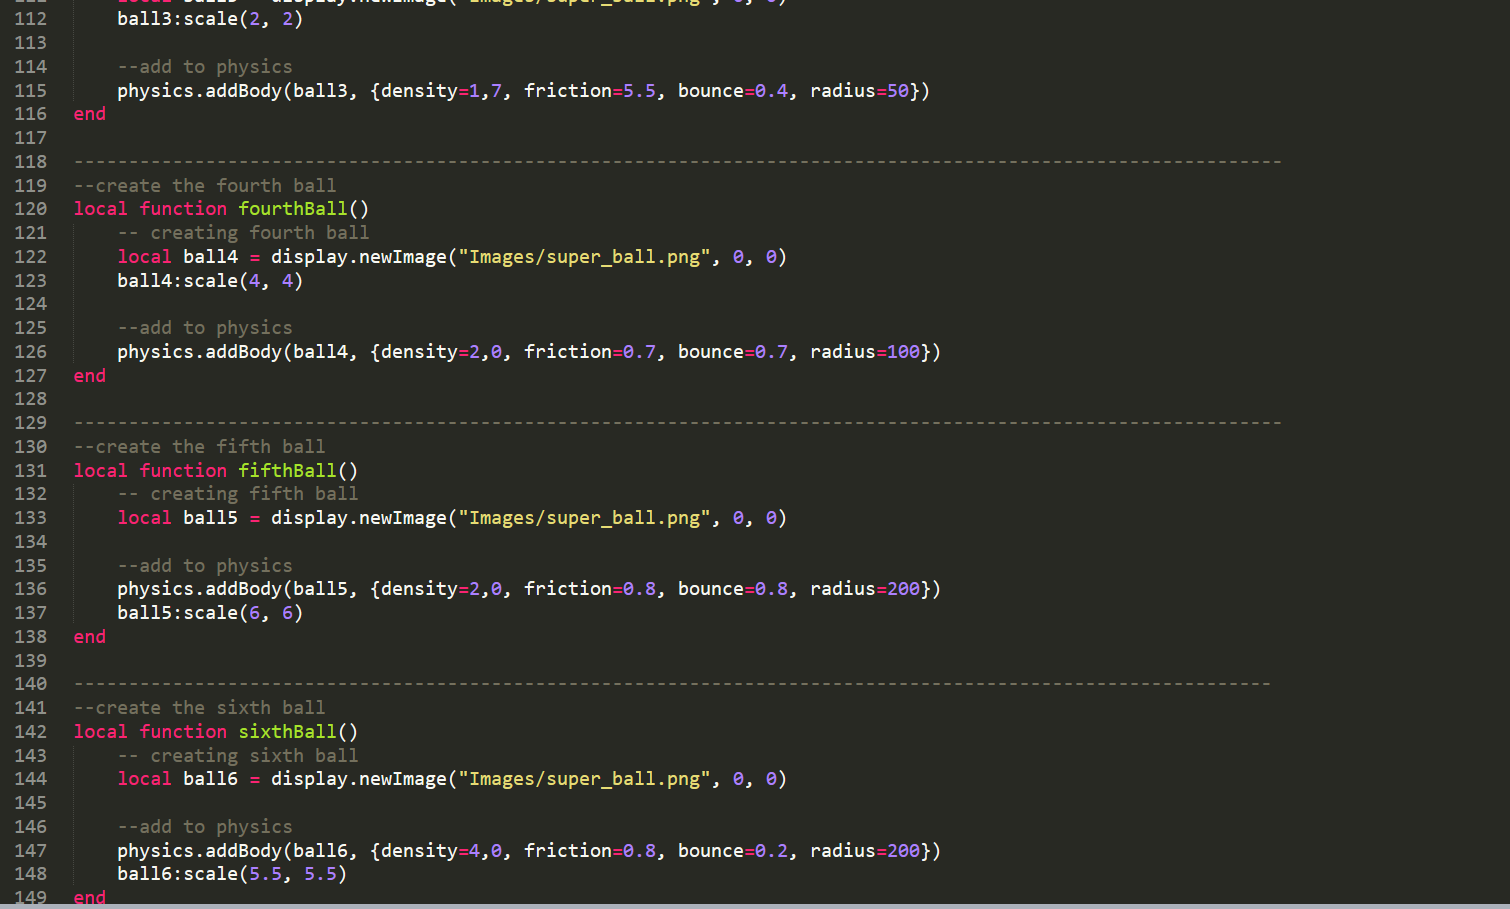 112 ball3:scale(2, 2)
113
114 --add to physics
115 physics.addBody(ball3, {density=1,7, friction=5.5, bounce=0.4, radius=50})
116 end
117
118 --------------------------------------------------------------------------------------------------------------
119 --create the fourth ball
120 local function fourthBall()
121 -- creating fourth ball
122 local ball4 = display.newImage("Images/super_ball.png", 0, 0)
123 ball4:scale(4, 4)
124
125 --add to physics
126 physics.addBody(ball4, {density=2,0, friction=0.7, bounce=0.7, radius=100})
127 end
128
129 --------------------------------------------------------------------------------------------------------------
130 --create the fifth ball
131 local function fifthBall()
132 -- creating fifth ball
133 local ball5 = display.newImage("Images/super_ball.png", 0, 0)
134
135 --add to physics
136 physics.addBody(ball5, {density=2,0, friction=0.8, bounce=0.8, radius=200})
137 ball5:scale(6, 6)
138 end
139
140 -------------------------------------------------------------------------------------------------------------
141 --create the sixth ball
142 local function sixthBall()
143 -- creating sixth ball
144 local ball6 = display.newImage("Images/super_ball.png", 0, 0)
145
146 --add to physics
147 physics.addBody(ball6, {density=4,0, friction=0.8, bounce=0.2, radius=200})
148 ball6:scale(5.5, 5.5)
149 end